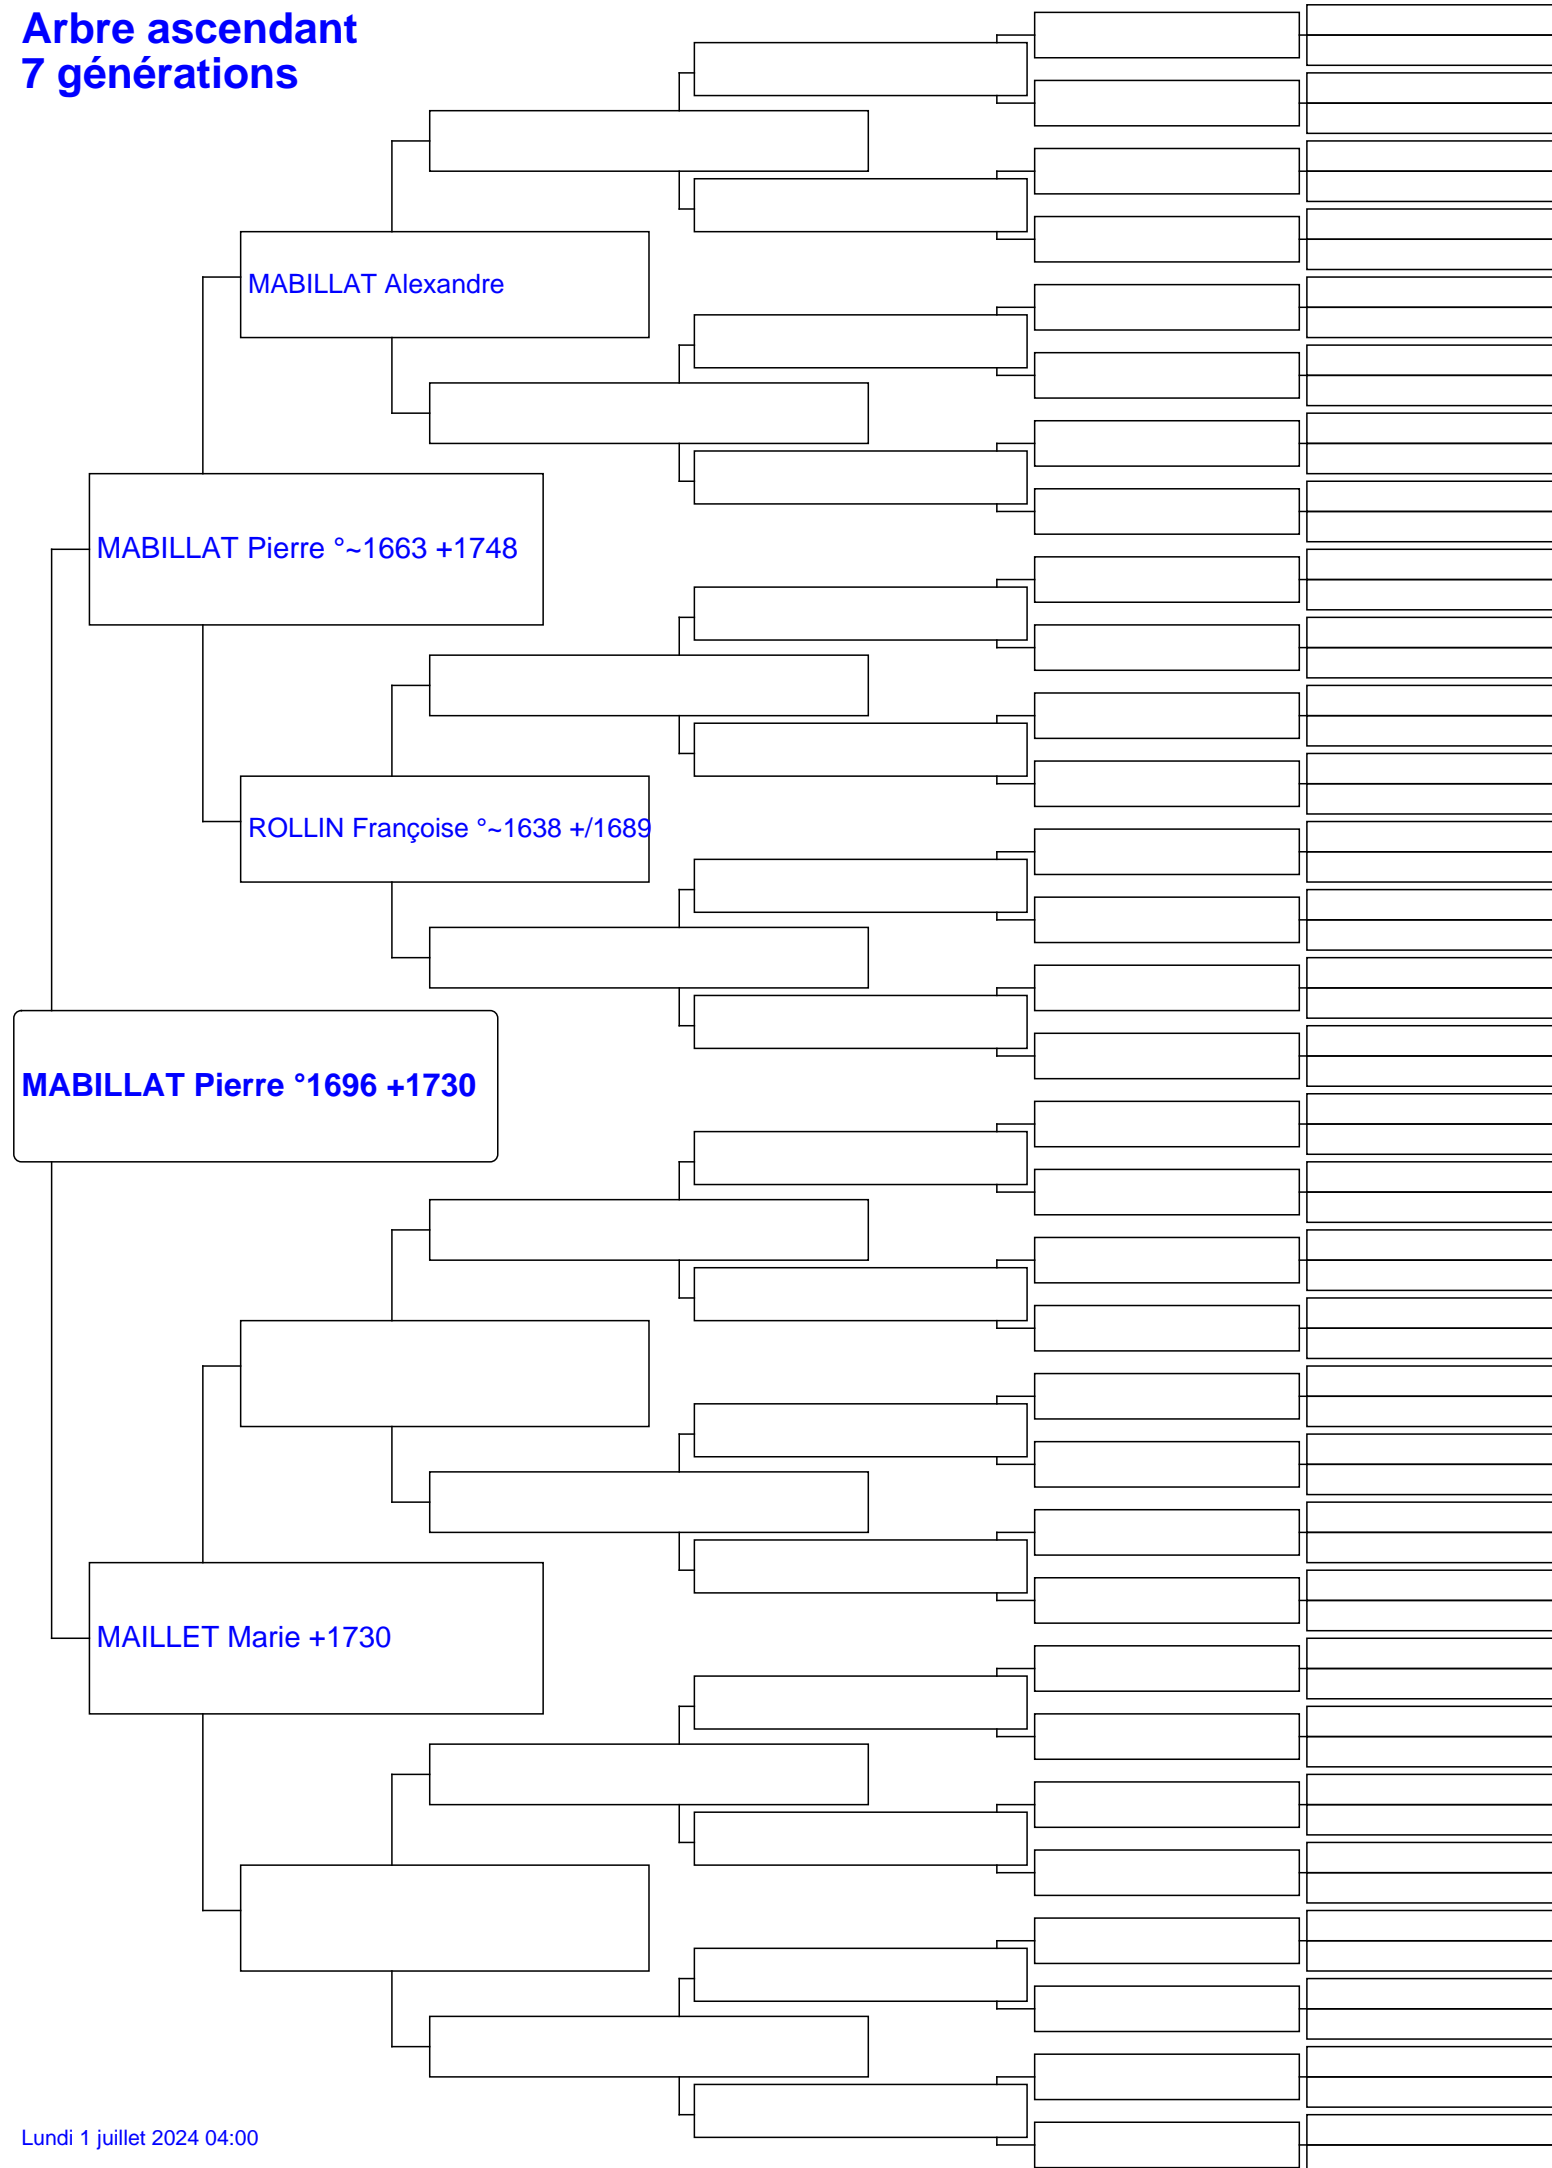 Arbre ascendant
7 générations
MABILLAT Alexandre
MABILLAT Pierre °~1663 +1748
ROLLIN Françoise °~1638 +/1689
MABILLAT Pierre °1696 +1730
MAILLET Marie +1730
Lundi 1 juillet 2024 04:00